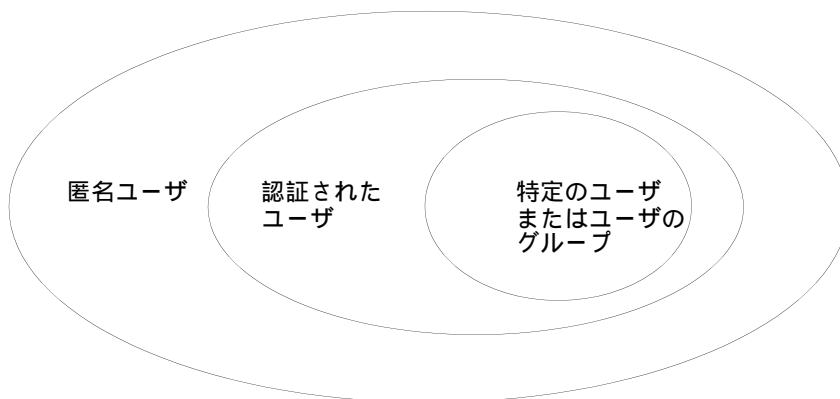 匿名ユーザ
認証された
ユーザ
特定のユーザ
またはユーザの
グループ